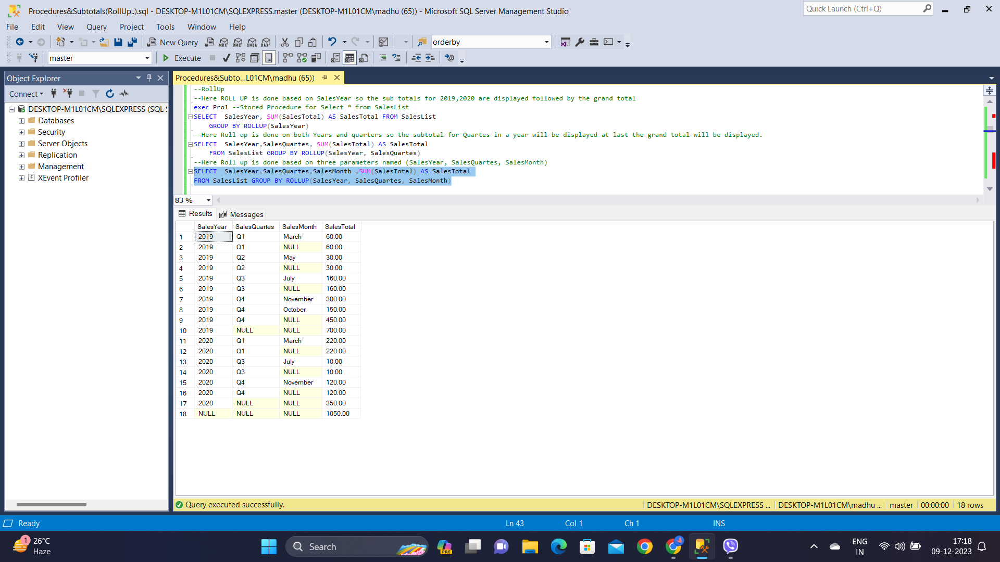 Procedures&Subtotals(RollUp..).sql - DESKTOP-M1L01CM\SQLEXPRESS.master (DESKTOP-M1L01CM\madhu (65)) - Microsoft SQL Server Management Studio
Quick Launch (Ctrl+Q)
File Edit View Query Project Tools Window Help
New Query MDX DMX XMLA DAX orderby
master Execute
Object Explorer
Procedures&Subto...L01CM\madhu (65))
Connect
DESKTOP-M1L01CM\SQLEXPRESS (SQL S
Databases
Security
Server Objects
Replication
Management
XEvent Profiler
--RollUp
--Here ROLL UP is done based on SalesYear so the sub totals for 2019,2020 are displayed followed by the grand total
exec Pro1 --Stored Procedure for Select * from SalesList
SELECT  SalesYear, SUM(SalesTotal) AS SalesTotal FROM SalesList
GROUP BY ROLLUP(SalesYear)
--Here Roll up is done on both Years and quarters so the subtotal for Quartes in a year will be displayed at last the grand total will be displayed.
SELECT  SalesYear,SalesQuartes, SUM(SalesTotal) AS SalesTotal
FROM SalesList GROUP BY ROLLUP(SalesYear, SalesQuartes)
--Here Roll up is done based on three parameters named (SalesYear, SalesQuartes, SalesMonth)
SELECT  SalesYear,SalesQuartes,SalesMonth ,SUM(SalesTotal) AS SalesTotal
FROM SalesList GROUP BY ROLLUP(SalesYear, SalesQuartes, SalesMonth)
83 %
Results Messages
SalesYear SalesQuartes SalesMonth SalesTotal
1 2019 Q1 March 60.00
2 2019 Q1 NULL 60.00
3 2019 Q2 May 30.00
4 2019 Q2 NULL 30.00
5 2019 Q3 July 160.00
6 2019 Q3 NULL 160.00
7 2019 Q4 November 300.00
8 2019 Q4 October 150.00
9 2019 Q4 NULL 450.00
10 2019 NULL NULL 700.00
11 2020 Q1 March 220.00
12 2020 Q1 NULL 220.00
13 2020 Q3 July 10.00
14 2020 Q3 NULL 10.00
15 2020 Q4 November 120.00
16 2020 Q4 NULL 120.00
17 2020 NULL NULL 350.00
18 NULL NULL NULL 1050.00
Query executed successfully. DESKTOP-M1L01CM\SQLEXPRESS ... DESKTOP-M1L01CM\madhu ... master 00:00:00 18 rows
Ready Ln 43 Col 1 Ch 1 INS
1 26°C
Haze
Search
PRE
ENG
IN
17:18
09-12-2023